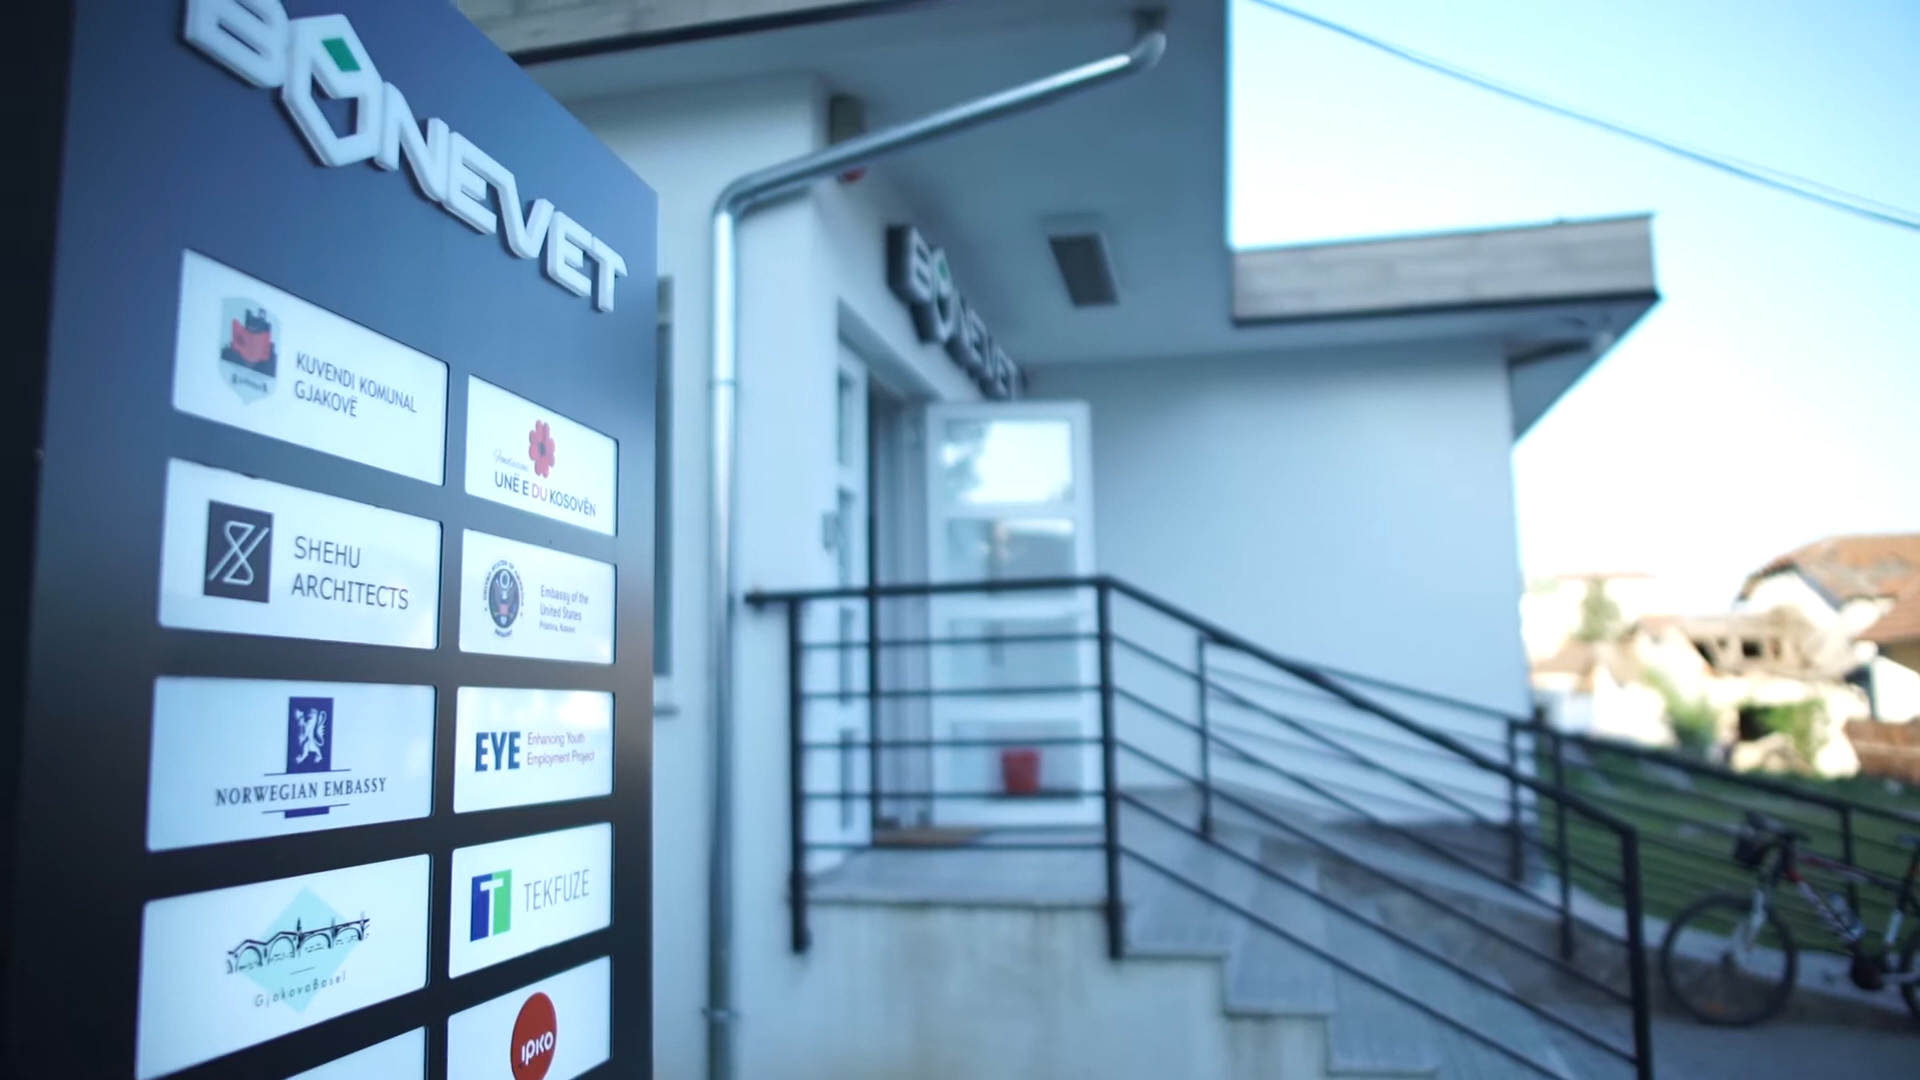 BONEVET
KUVENDI KOMUNAL
GJAKOVË
Fondacioni
UNË E DU KOSOVËN
SHEHU
ARCHITECTS
Embassy of the
United States
Pristina, Kosovo
NORWEGIAN EMBASSY
EYE
Enhancing Youth
Employment Project
GjakovaBasel
TEKFUZE
ipko
BONEVET